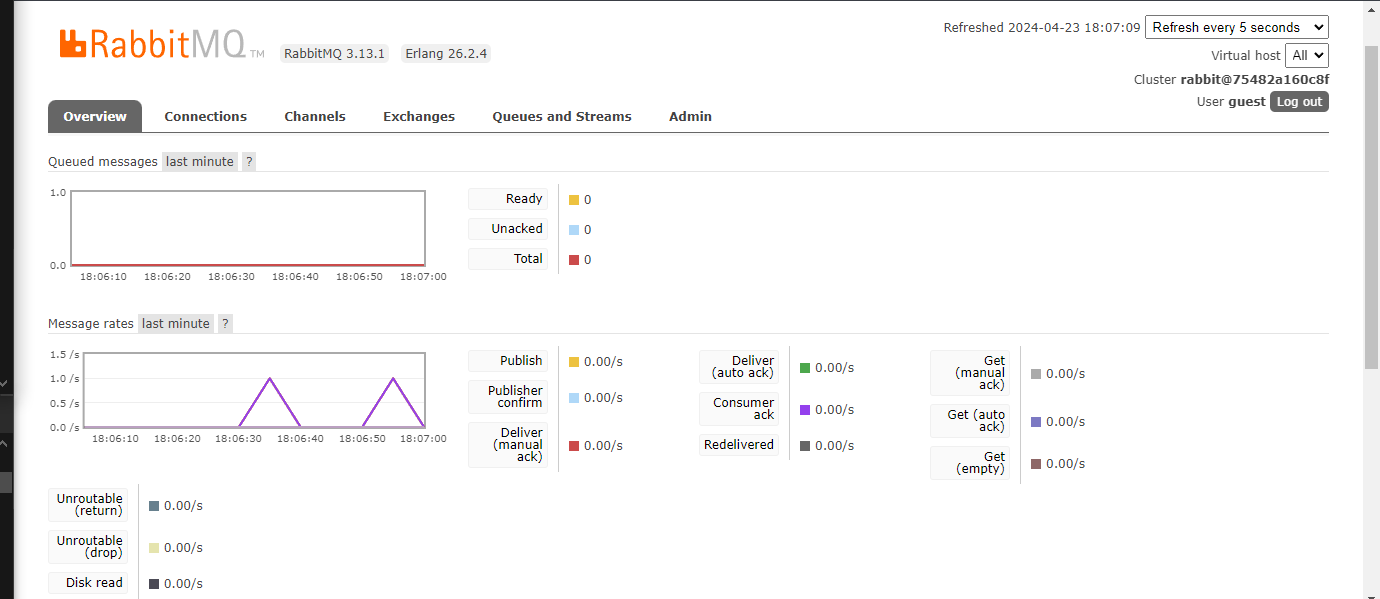 RabbitMQ TM RabbitMQ 3.13.1 Erlang 26.2.4
Refreshed 2024-04-23 18:07:09 Refresh every 5 seconds
Virtual host All
Cluster rabbit@75482a160c8f
User guest Log out
Overview Connections Channels Exchanges Queues and Streams Admin
Queued messages last minute ?
1.0
0.0
18:06:10 18:06:20 18:06:30 18:06:40 18:06:50 18:07:00
Ready 0
Unacked 0
Total 0
Message rates last minute ?
1.5 /s
1.0 /s
0.5 /s
0.0 /s
18:06:10 18:06:20 18:06:30 18:06:40 18:06:50 18:07:00
Publish 0.00/s
Publisher
confirm 0.00/s
Deliver
(manual
ack) 0.00/s
Deliver
(auto ack) 0.00/s
Consumer
ack 0.00/s
Redelivered 0.00/s
Get
(manual
ack) 0.00/s
Get (auto
ack) 0.00/s
Get
(empty) 0.00/s
Unroutable
(return) 0.00/s
Unroutable
(drop) 0.00/s
Disk read 0.00/s